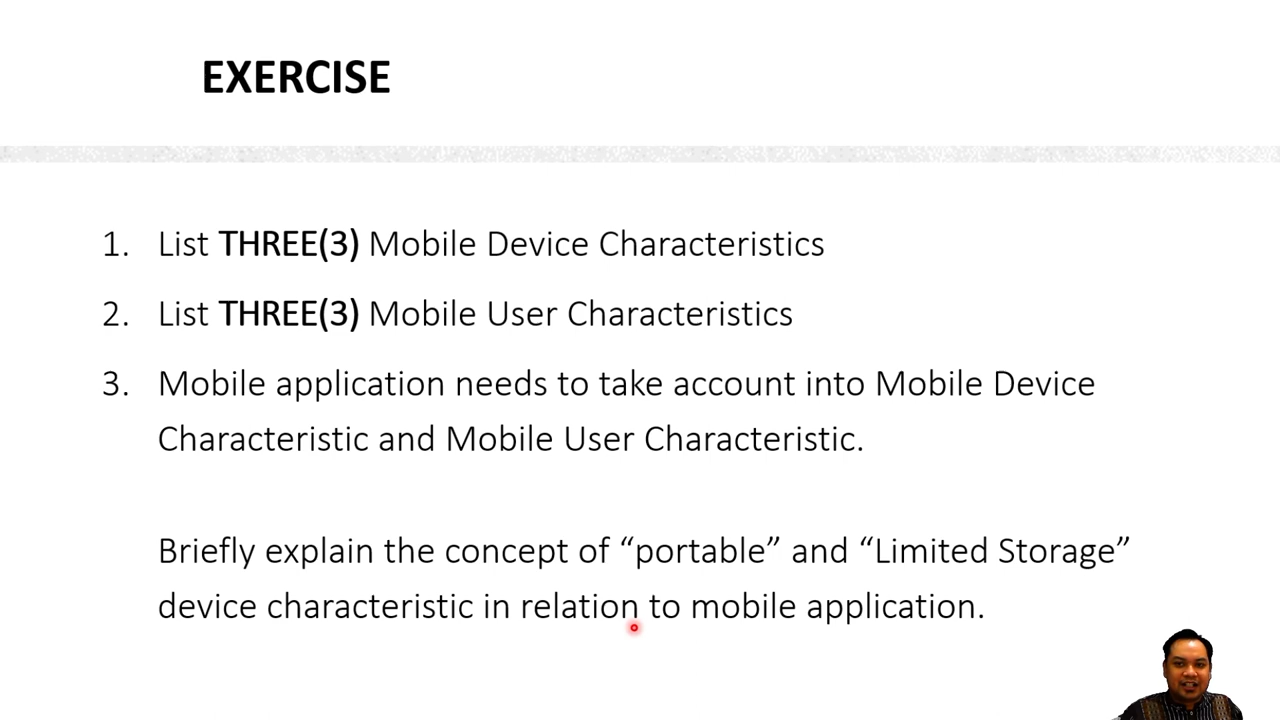 EXERCISE
1. List THREE(3) Mobile Device Characteristics
2. List THREE(3) Mobile User Characteristics
3. Mobile application needs to take account into Mobile Device
Characteristic and Mobile User Characteristic.
Briefly explain the concept of “portable” and “Limited Storage”
device characteristic in relation to mobile application.